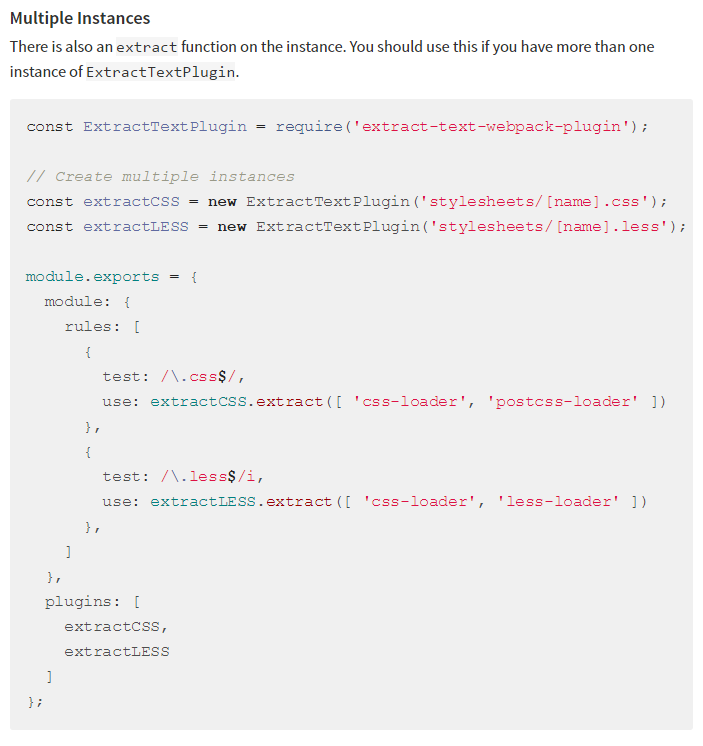 Multiple Instances
There is also an extract function on the instance. You should use this if you have more than one
instance of ExtractTextPlugin.
const ExtractTextPlugin = require('extract-text-webpack-plugin');
// Create multiple instances
const extractCSS = new ExtractTextPlugin('stylesheets/[name].css');
const extractLESS = new ExtractTextPlugin('stylesheets/[name].less');
module.exports = {
  module: {
    rules: [
      {
        test: /\.css$/,
        use: extractCSS.extract([ 'css-loader', 'postcss-loader' ])
      },
      {
        test: /\.less$/i,
        use: extractLESS.extract([ 'css-loader', 'less-loader' ])
      },
    ]
  },
  plugins: [
    extractCSS,
    extractLESS
  ]
};